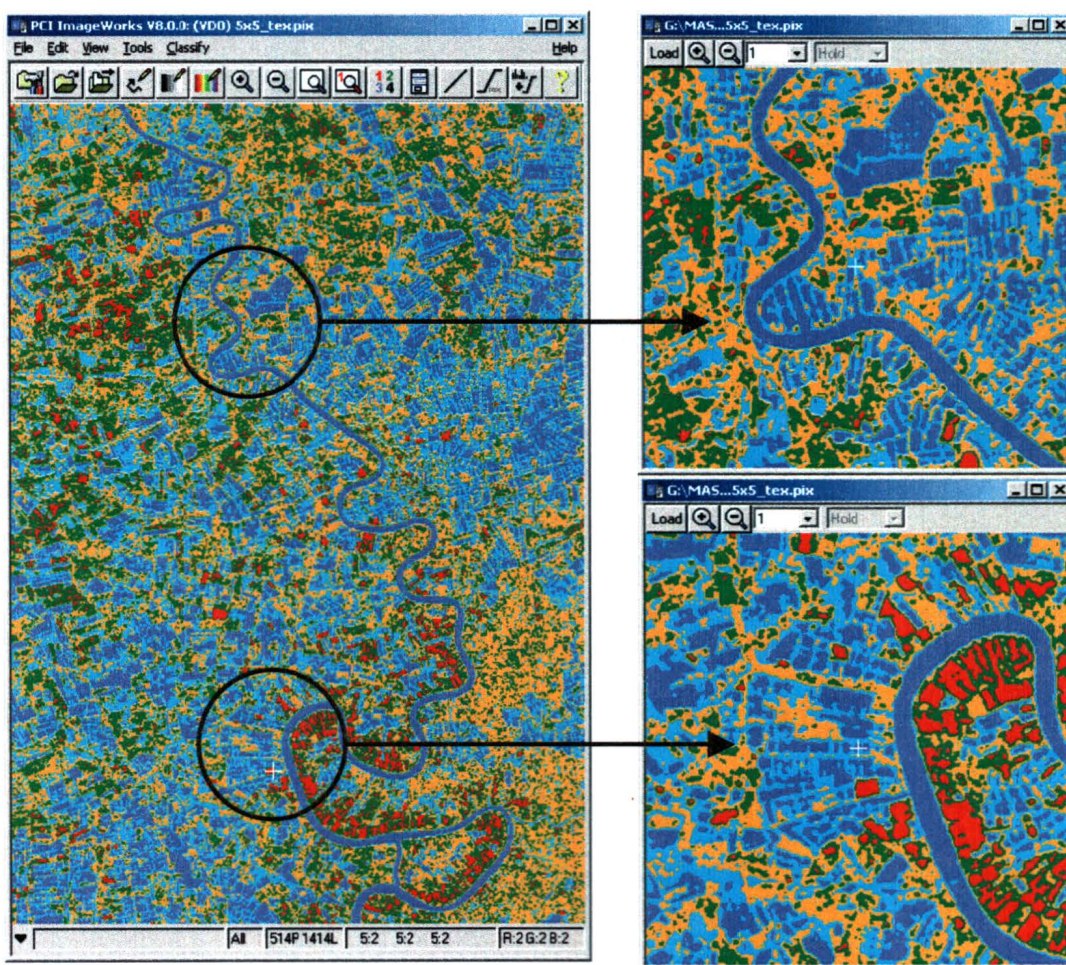 PCI ImageWorks V8.0.0: (VD0) 5x5_tex.pix
File Edit View Tools Classify Help
All 514P 1414L 5:2 5:2 5:2 R:2 G:2 B:2
G:\MAS...5x5_tex.pix
Load 1 Hold
G:\MAS...5x5_tex.pix
Load 1 Hold